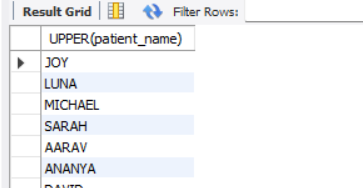 Result Grid Filter Rows:
UPPER(patient_name)
JOY
LUNA
MICHAEL
SARAH
AARAV
ANANYA